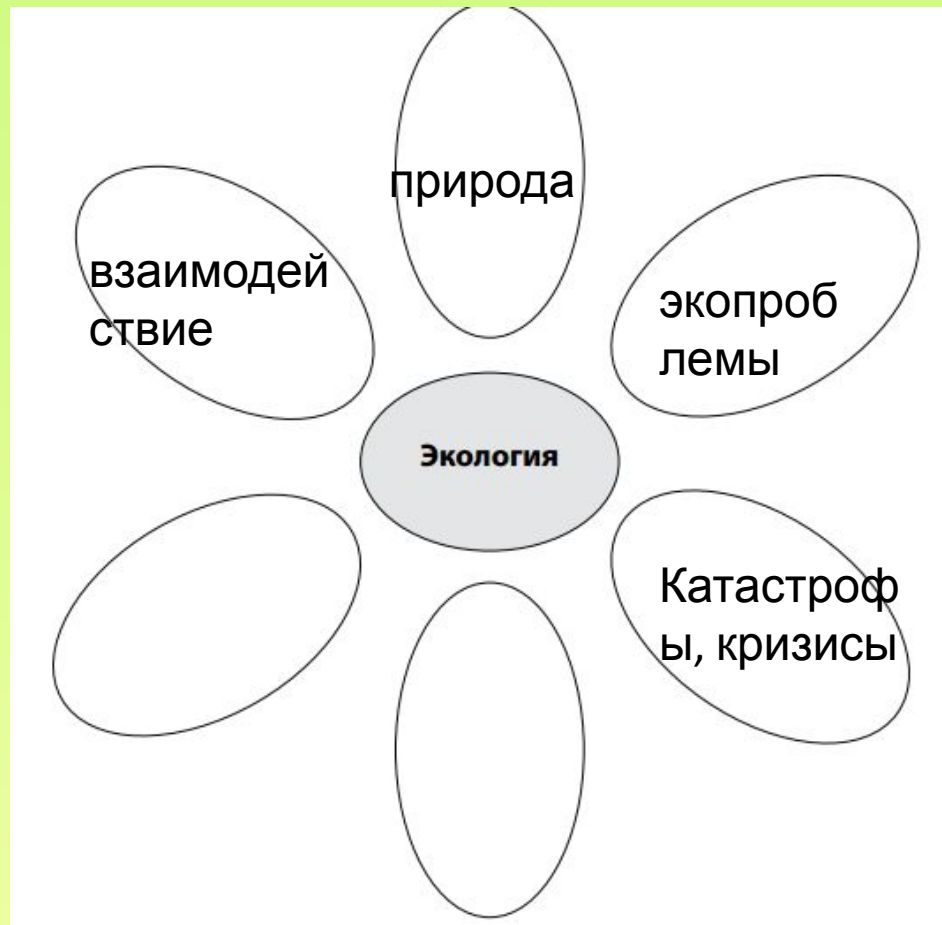 природа
взаимодей
ствие
экопроб
лемы
Экология
Катастроф
ы, кризисы